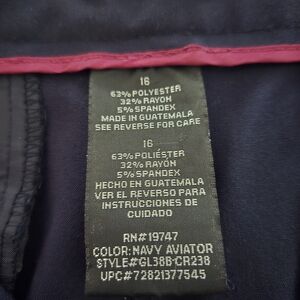 16
63% POLYESTER
32% RAYON
5% SPANDEX
MADE IN GUATEMALA
SEE REVERSE FOR CARE
16
63% POLIÉSTER
32% RAYON
5% SPANDEX
HECHO EN GUATEMALA
VER EL REVERSO PARA
INSTRUCCIONES DE
CUIDADO
RN#19747
COLOR: NAVY AVIATOR
STYLE#GL38B-CR238
UPC#72821377545